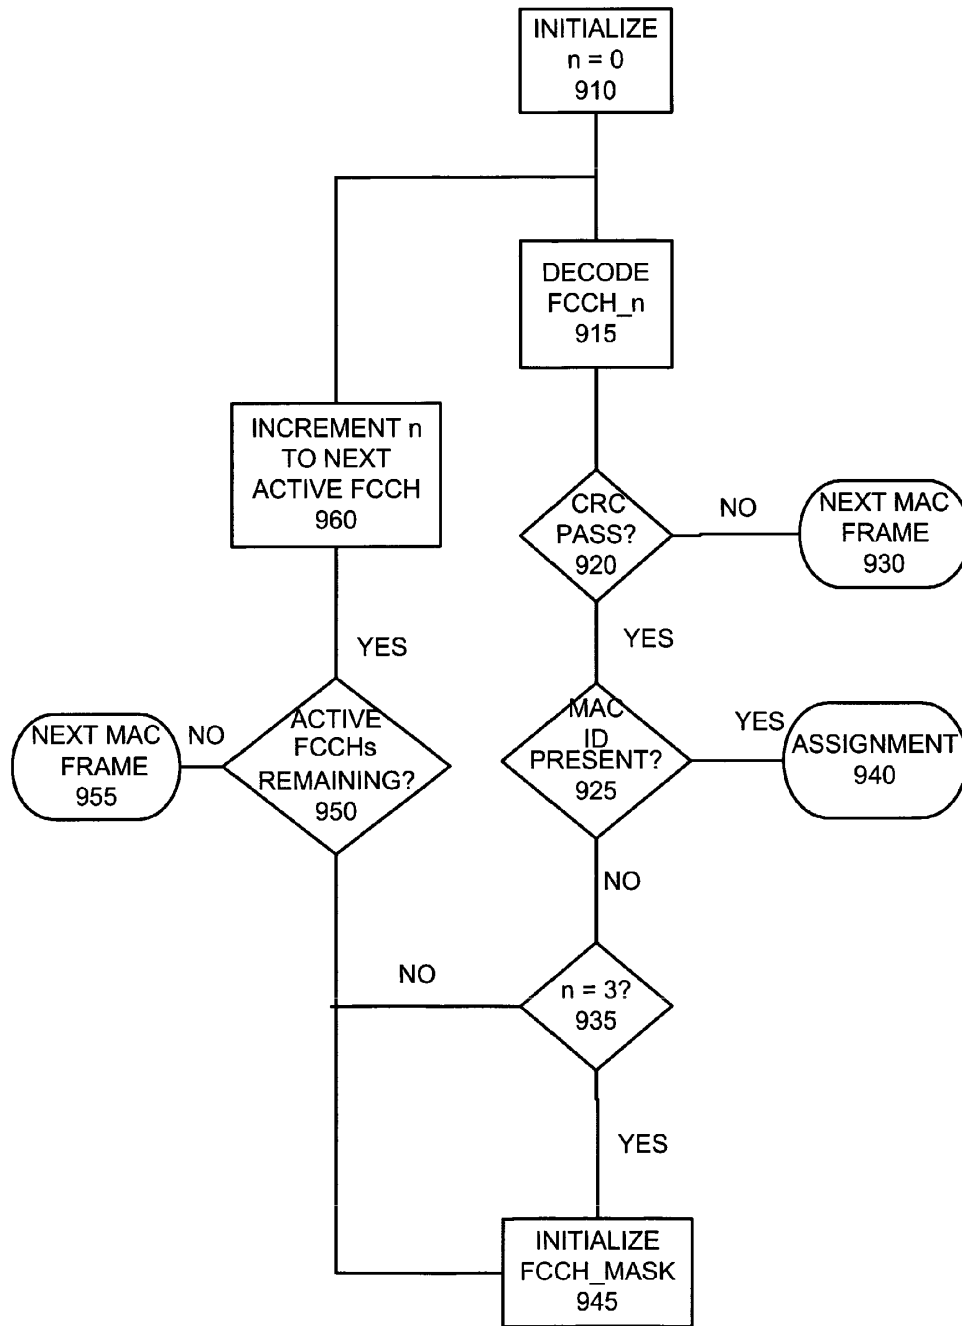 INITIALIZE
n = 0
910
DECODE
FCCH_n
915
INCREMENT n
TO NEXT
ACTIVE FCCH
960
CRC
PASS?
920
NO
NEXT MAC
FRAME
930
YES
YES
MAC
ID
PRESENT?
925
YES
ASSIGNMENT
940
ACTIVE
FCCHs
REMAINING?
950
NO
NEXT MAC
FRAME
955
NO
n = 3?
935
NO
YES
INITIALIZE
FCCH_MASK
945